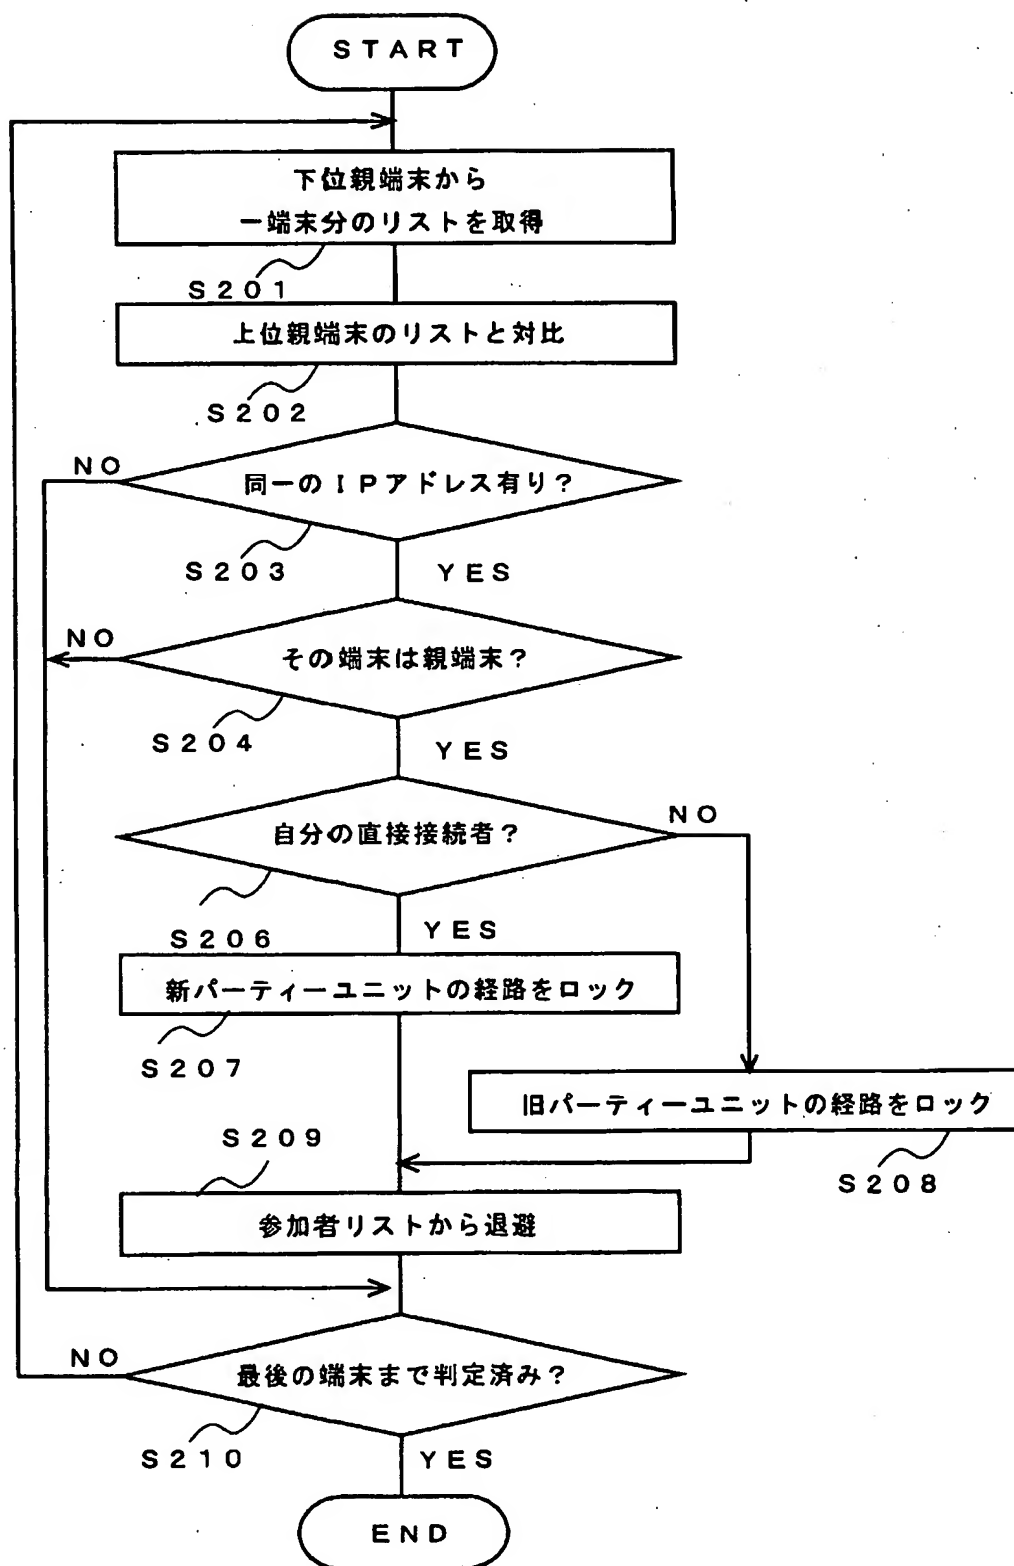 ＳＴＡＲＴ
下位親端末から
一端末分のリストを取得
Ｓ２０１
上位親端末のリストと対比
Ｓ２０２
ＮＯ
同一のＩＰアドレス有り？
Ｓ２０３
ＹＥＳ
ＮＯ
その端末は親端末？
Ｓ２０４
ＹＥＳ
ＮＯ
自分の直接接続者？
Ｓ２０６
ＹＥＳ
新パーティーユニットの経路をロック
Ｓ２０７
旧パーティーユニットの経路をロック
Ｓ２０８
Ｓ２０９
参加者リストから退避
ＮＯ
最後の端末まで判定済み？
Ｓ２１０
ＹＥＳ
ＥＮＤ